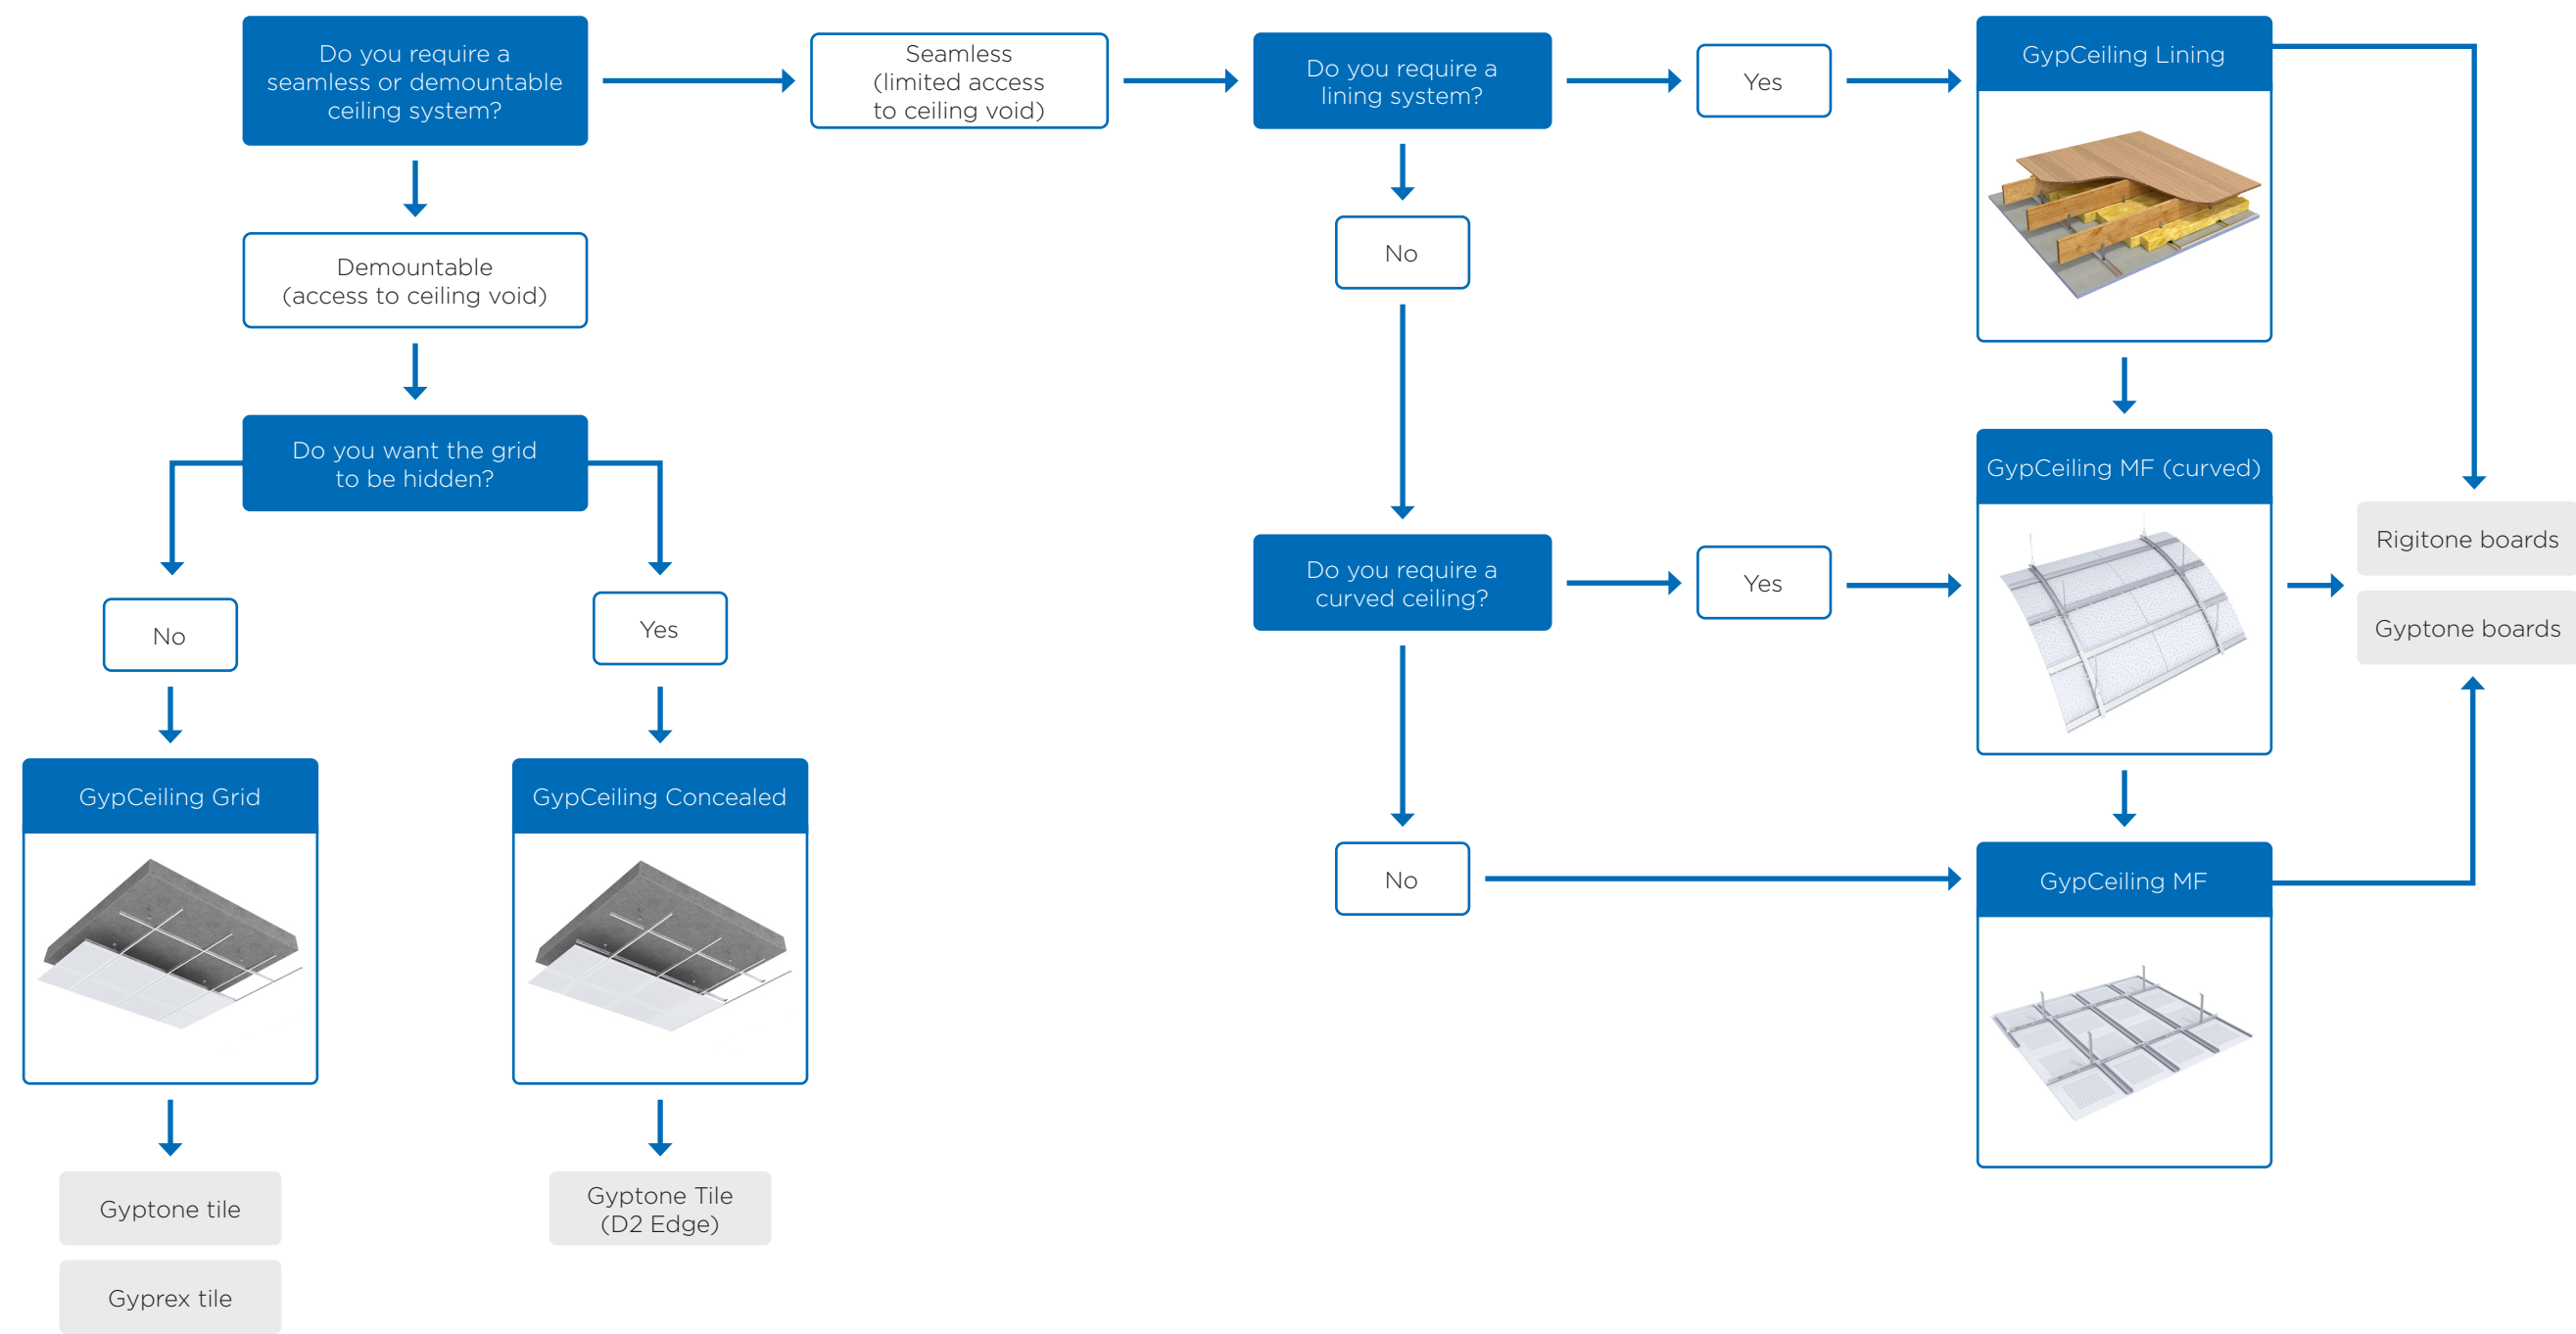 Do you require a
seamless or demountable
ceiling system?
Seamless
(limited access
to ceiling void)
Do you require a
lining system?
Yes
GypCeiling Lining
No
Demountable
(access to ceiling void)
Do you want the grid
to be hidden?
GypCeiling MF (curved)
Rigitone boards
Gyptone boards
Do you require a
curved ceiling?
Yes
No
Yes
GypCeiling Grid
GypCeiling Concealed
No
GypCeiling MF
Gyptone tile
Gyptone Tile
(D2 Edge)
Gyprex tile